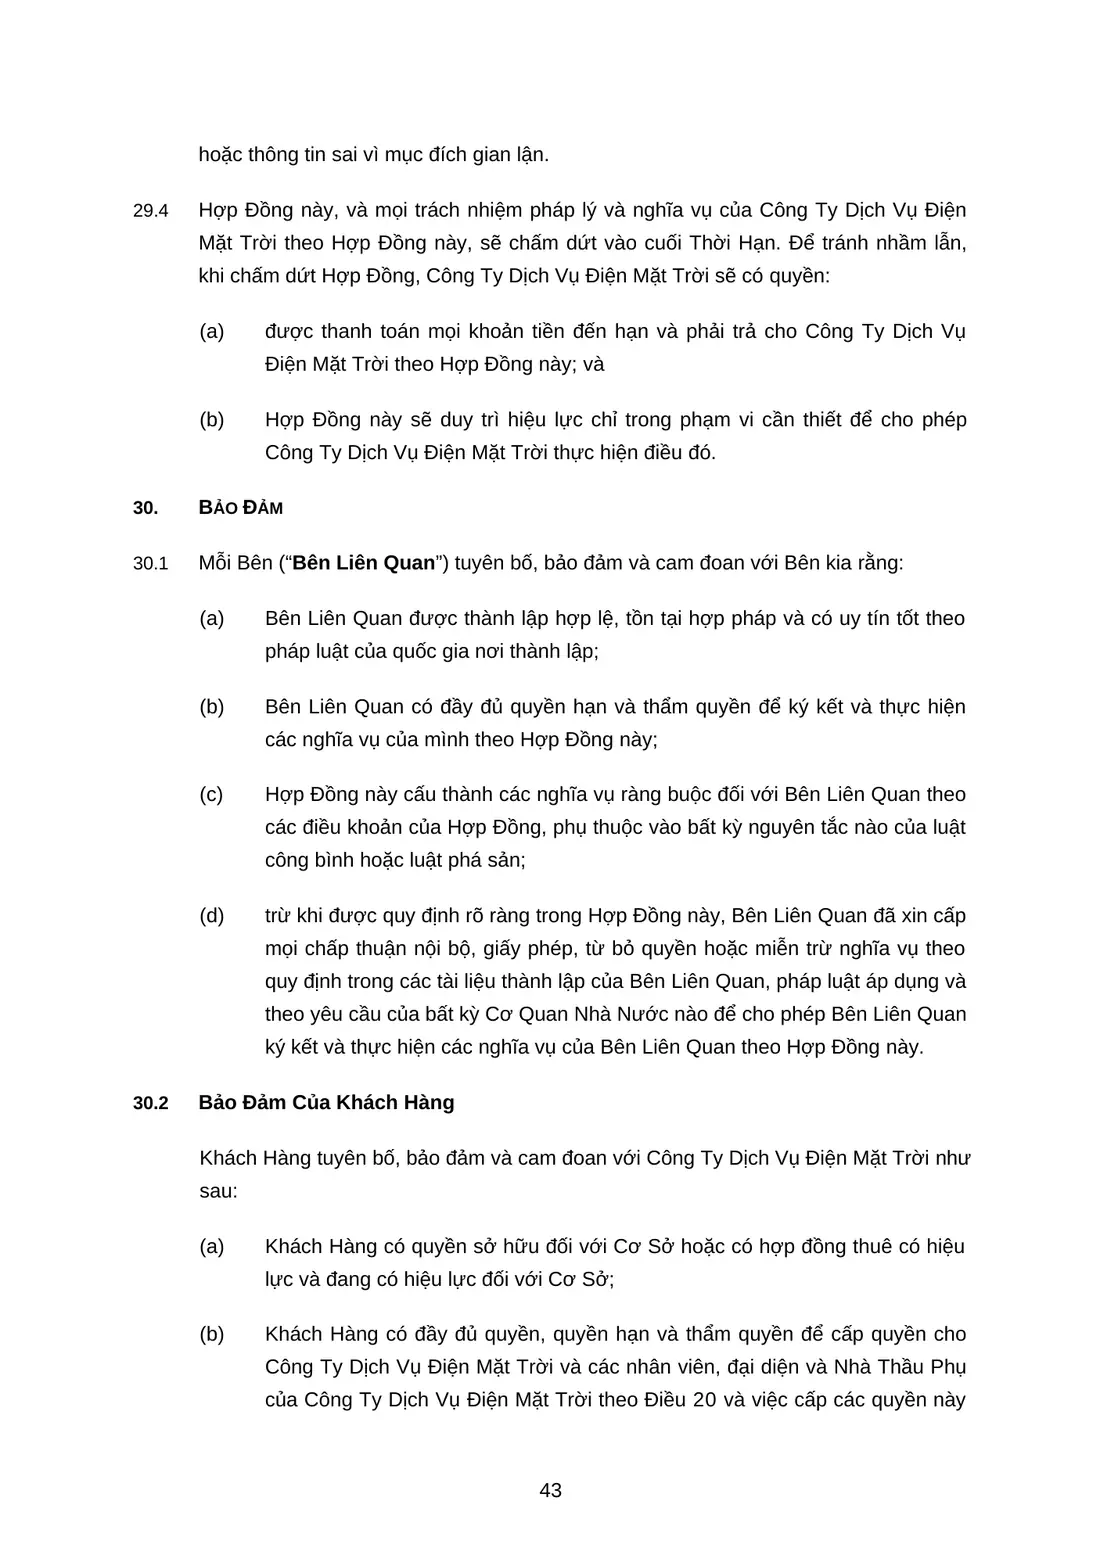 hoặc thông tin sai vì mục đích gian lận.
29.4 Hợp Đồng này, và mọi trách nhiệm pháp lý và nghĩa vụ của Công Ty Dịch Vụ Điện
Mặt Trời theo Hợp Đồng này, sẽ chấm dứt vào cuối Thời Hạn. Để tránh nhầm lẫn,
khi chấm dứt Hợp Đồng, Công Ty Dịch Vụ Điện Mặt Trời sẽ có quyền:
(a) được thanh toán mọi khoản tiền đến hạn và phải trả cho Công Ty Dịch Vụ
Điện Mặt Trời theo Hợp Đồng này; và
(b) Hợp Đồng này sẽ duy trì hiệu lực chỉ trong phạm vi cần thiết để cho phép
Công Ty Dịch Vụ Điện Mặt Trời thực hiện điều đó.
30. BẢO ĐẢM
30.1 Mỗi Bên (“Bên Liên Quan”) tuyên bố, bảo đảm và cam đoan với Bên kia rằng:
(a) Bên Liên Quan được thành lập hợp lệ, tồn tại hợp pháp và có uy tín tốt theo
pháp luật của quốc gia nơi thành lập;
(b) Bên Liên Quan có đầy đủ quyền hạn và thẩm quyền để ký kết và thực hiện
các nghĩa vụ của mình theo Hợp Đồng này;
(c) Hợp Đồng này cấu thành các nghĩa vụ ràng buộc đối với Bên Liên Quan theo
các điều khoản của Hợp Đồng, phụ thuộc vào bất kỳ nguyên tắc nào của luật
công bình hoặc luật phá sản;
(d) trừ khi được quy định rõ ràng trong Hợp Đồng này, Bên Liên Quan đã xin cấp
mọi chấp thuận nội bộ, giấy phép, từ bỏ quyền hoặc miễn trừ nghĩa vụ theo
quy định trong các tài liệu thành lập của Bên Liên Quan, pháp luật áp dụng và
theo yêu cầu của bất kỳ Cơ Quan Nhà Nước nào để cho phép Bên Liên Quan
ký kết và thực hiện các nghĩa vụ của Bên Liên Quan theo Hợp Đồng này.
30.2 Bảo Đảm Của Khách Hàng
Khách Hàng tuyên bố, bảo đảm và cam đoan với Công Ty Dịch Vụ Điện Mặt Trời như
sau:
(a) Khách Hàng có quyền sở hữu đối với Cơ Sở hoặc có hợp đồng thuê có hiệu
lực và đang có hiệu lực đối với Cơ Sở;
(b) Khách Hàng có đầy đủ quyền, quyền hạn và thẩm quyền để cấp quyền cho
Công Ty Dịch Vụ Điện Mặt Trời và các nhân viên, đại diện và Nhà Thầu Phụ
của Công Ty Dịch Vụ Điện Mặt Trời theo Điều 20 và việc cấp các quyền này
43